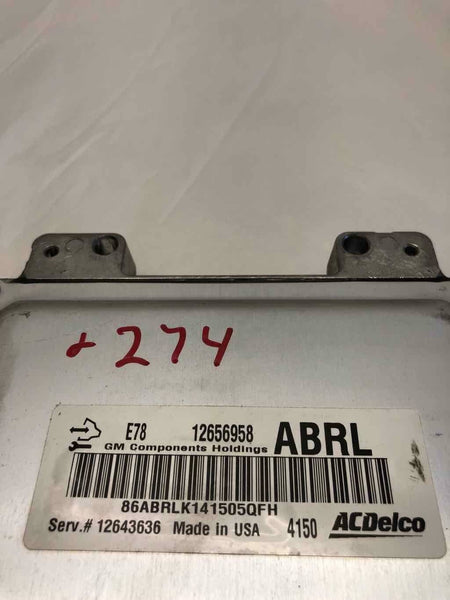 +274
E78 12656958 ABRL
GM Components Holdings
86ABRLK141505QFH
Serv.# 12643636 Made in USA 4150 ACDelco